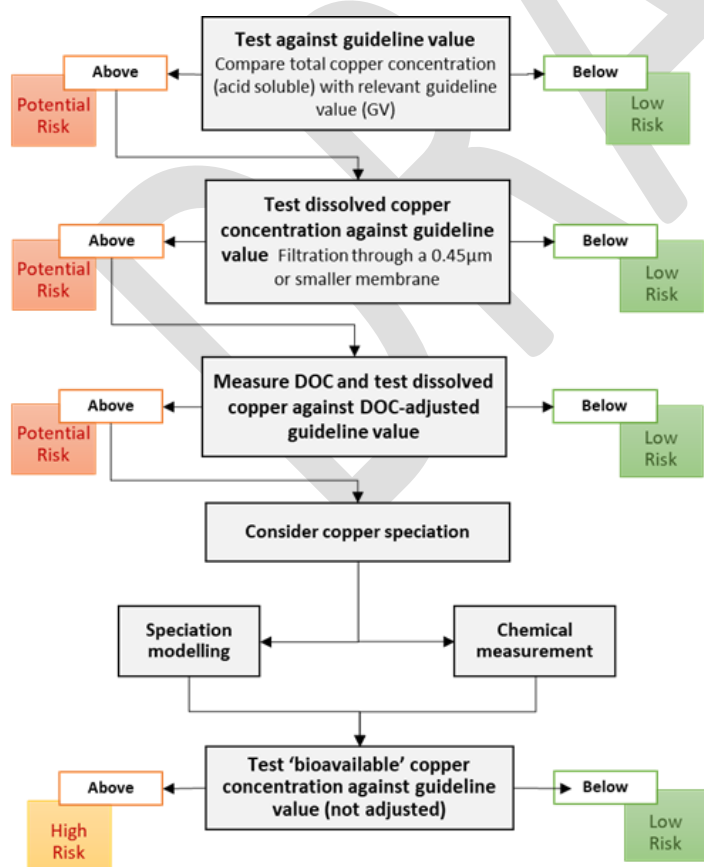 Test against guideline value
Compare total copper concentration
(acid soluble) with relevant guideline
value (GV)
Above
Below
Potential
Risk
Low
Risk
Test dissolved copper
concentration against guideline
value Filtration through a 0.45µm
or smaller membrane
Above
Below
Potential
Risk
Low
Risk
Measure DOC and test dissolved
copper against DOC-adjusted
guideline value
Above
Below
Potential
Risk
Low
Risk
Consider copper speciation
Speciation
modelling
Chemical
measurement
Test ‘bioavailable’ copper
concentration against guideline
value (not adjusted)
Above
Below
High
Risk
Low
Risk